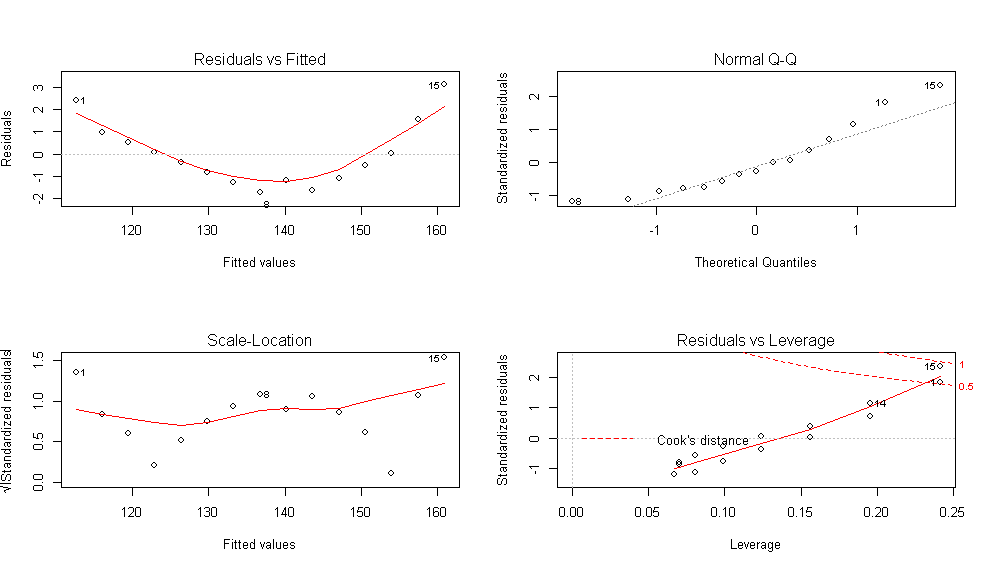 Residuals vs Fitted
Residuals
3
2
1
0
-1
-2
1
15
8
120 130 140 150 160
Fitted values
Normal Q-Q
Standardized residuals
2
1
0
-1
15
1
8
-1 0 1
Theoretical Quantiles
Scale-Location
√|Standardized residuals|
1.5
1.0
0.5
0.0
1
15
8
120 130 140 150 160
Fitted values
Residuals vs Leverage
Standardized residuals
2
1
0
-1
15
1
14
1
0.5
Cook's distance
0.00 0.05 0.10 0.15 0.20 0.25
Leverage